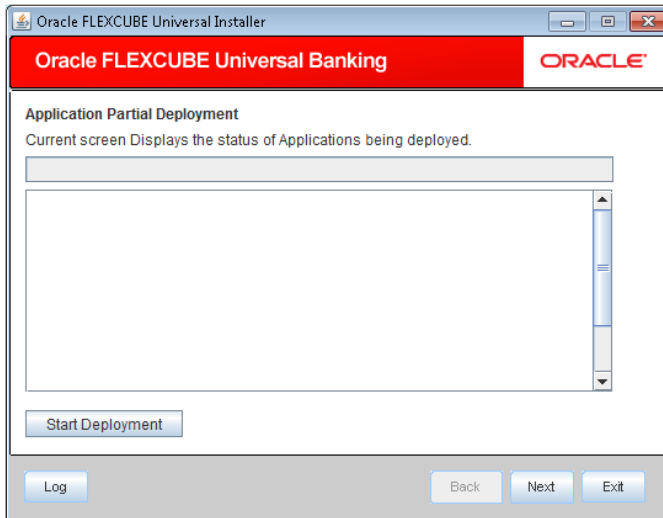 Oracle FLEXCUBE Universal Installer
Oracle FLEXCUBE Universal Banking
ORACLE
Application Partial Deployment
Current screen Displays the status of Applications being deployed.
Start Deployment
Log
Back
Next
Exit